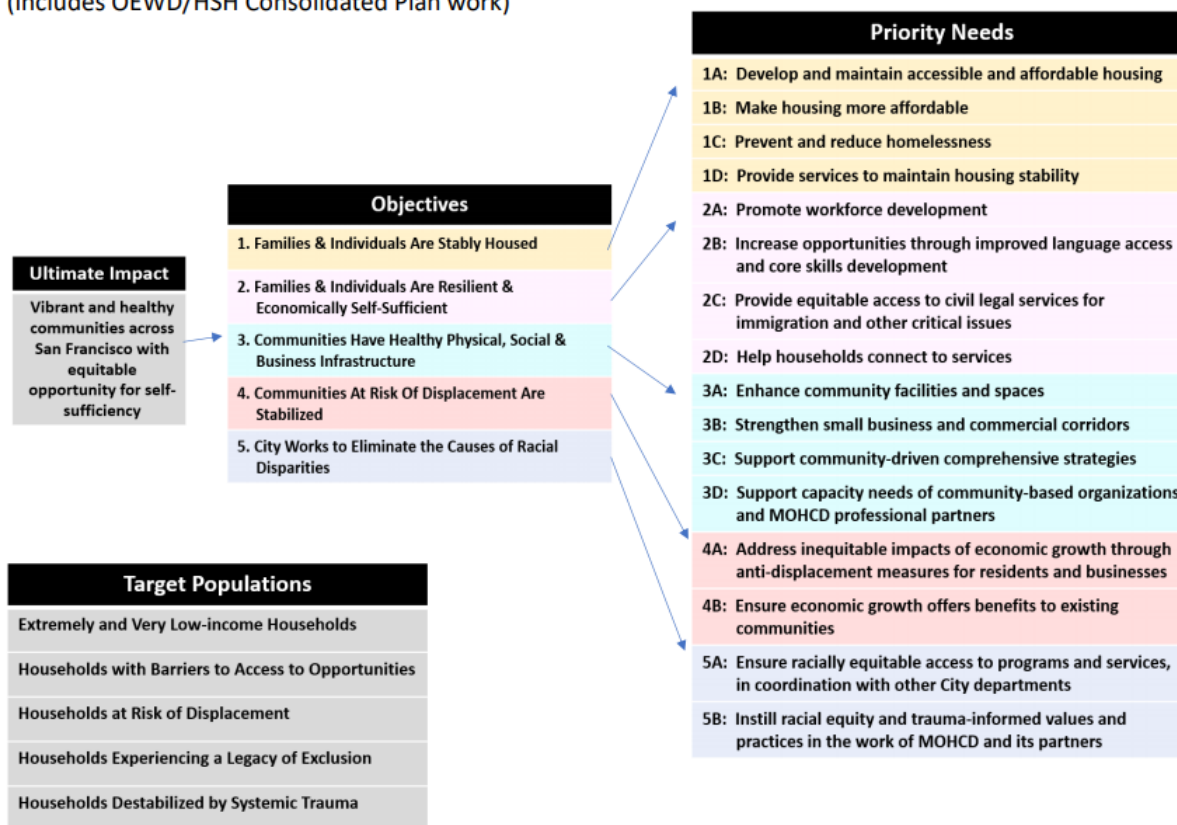 (includes OEWD/HSH Consolidated Plan work)
Ultimate Impact
Vibrant and healthy
communities across
San Francisco with
equitable
opportunity for self-
sufficiency
Objectives
1. Families & Individuals Are Stably Housed
2. Families & Individuals Are Resilient &
Economically Self-Sufficient
3. Communities Have Healthy Physical, Social &
Business Infrastructure
4. Communities At Risk Of Displacement Are
Stabilized
5. City Works to Eliminate the Causes of Racial
Disparities
Priority Needs
1A: Develop and maintain accessible and affordable housing
1B: Make housing more affordable
1C: Prevent and reduce homelessness
1D: Provide services to maintain housing stability
2A: Promote workforce development
2B: Increase opportunities through improved language access
and core skills development
2C: Provide equitable access to civil legal services for
immigration and other critical issues
2D: Help households connect to services
3A: Enhance community facilities and spaces
3B: Strengthen small business and commercial corridors
3C: Support community-driven comprehensive strategies
3D: Support capacity needs of community-based organizations
and MOHCD professional partners
4A: Address inequitable impacts of economic growth through
anti-displacement measures for residents and businesses
4B: Ensure economic growth offers benefits to existing
communities
5A: Ensure racially equitable access to programs and services,
in coordination with other City departments
5B: Instill racial equity and trauma-informed values and
practices in the work of MOHCD and its partners
Target Populations
Extremely and Very Low-income Households
Households with Barriers to Access to Opportunities
Households at Risk of Displacement
Households Experiencing a Legacy of Exclusion
Households Destabilized by Systemic Trauma